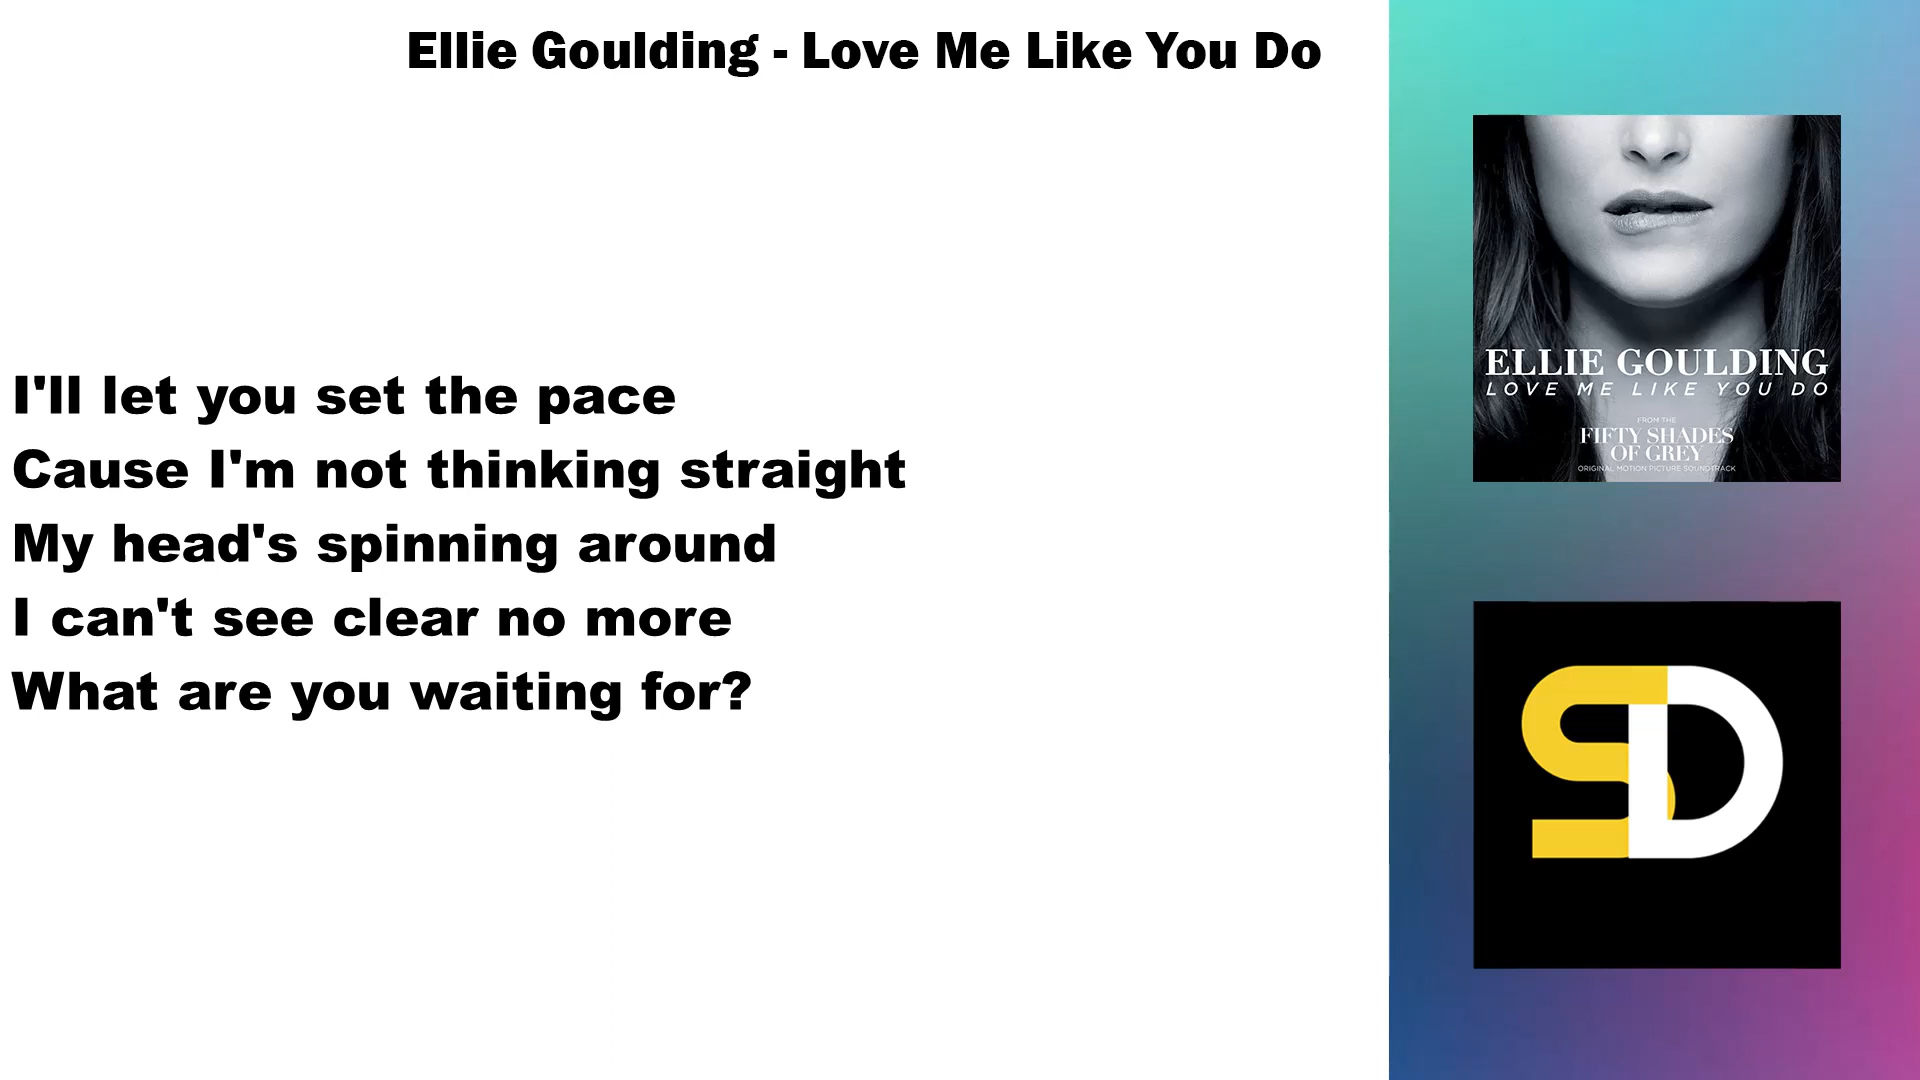 Ellie Goulding - Love Me Like You Do
I'll let you set the pace
Cause I'm not thinking straight
My head's spinning around
I can't see clear no more
What are you waiting for?
ELLIE GOULDING
LOVE ME LIKE YOU DO
FROM THE
FIFTY SHADES
OF GREY
ORIGINAL MOTION PICTURE SOUNDTRACK
SD